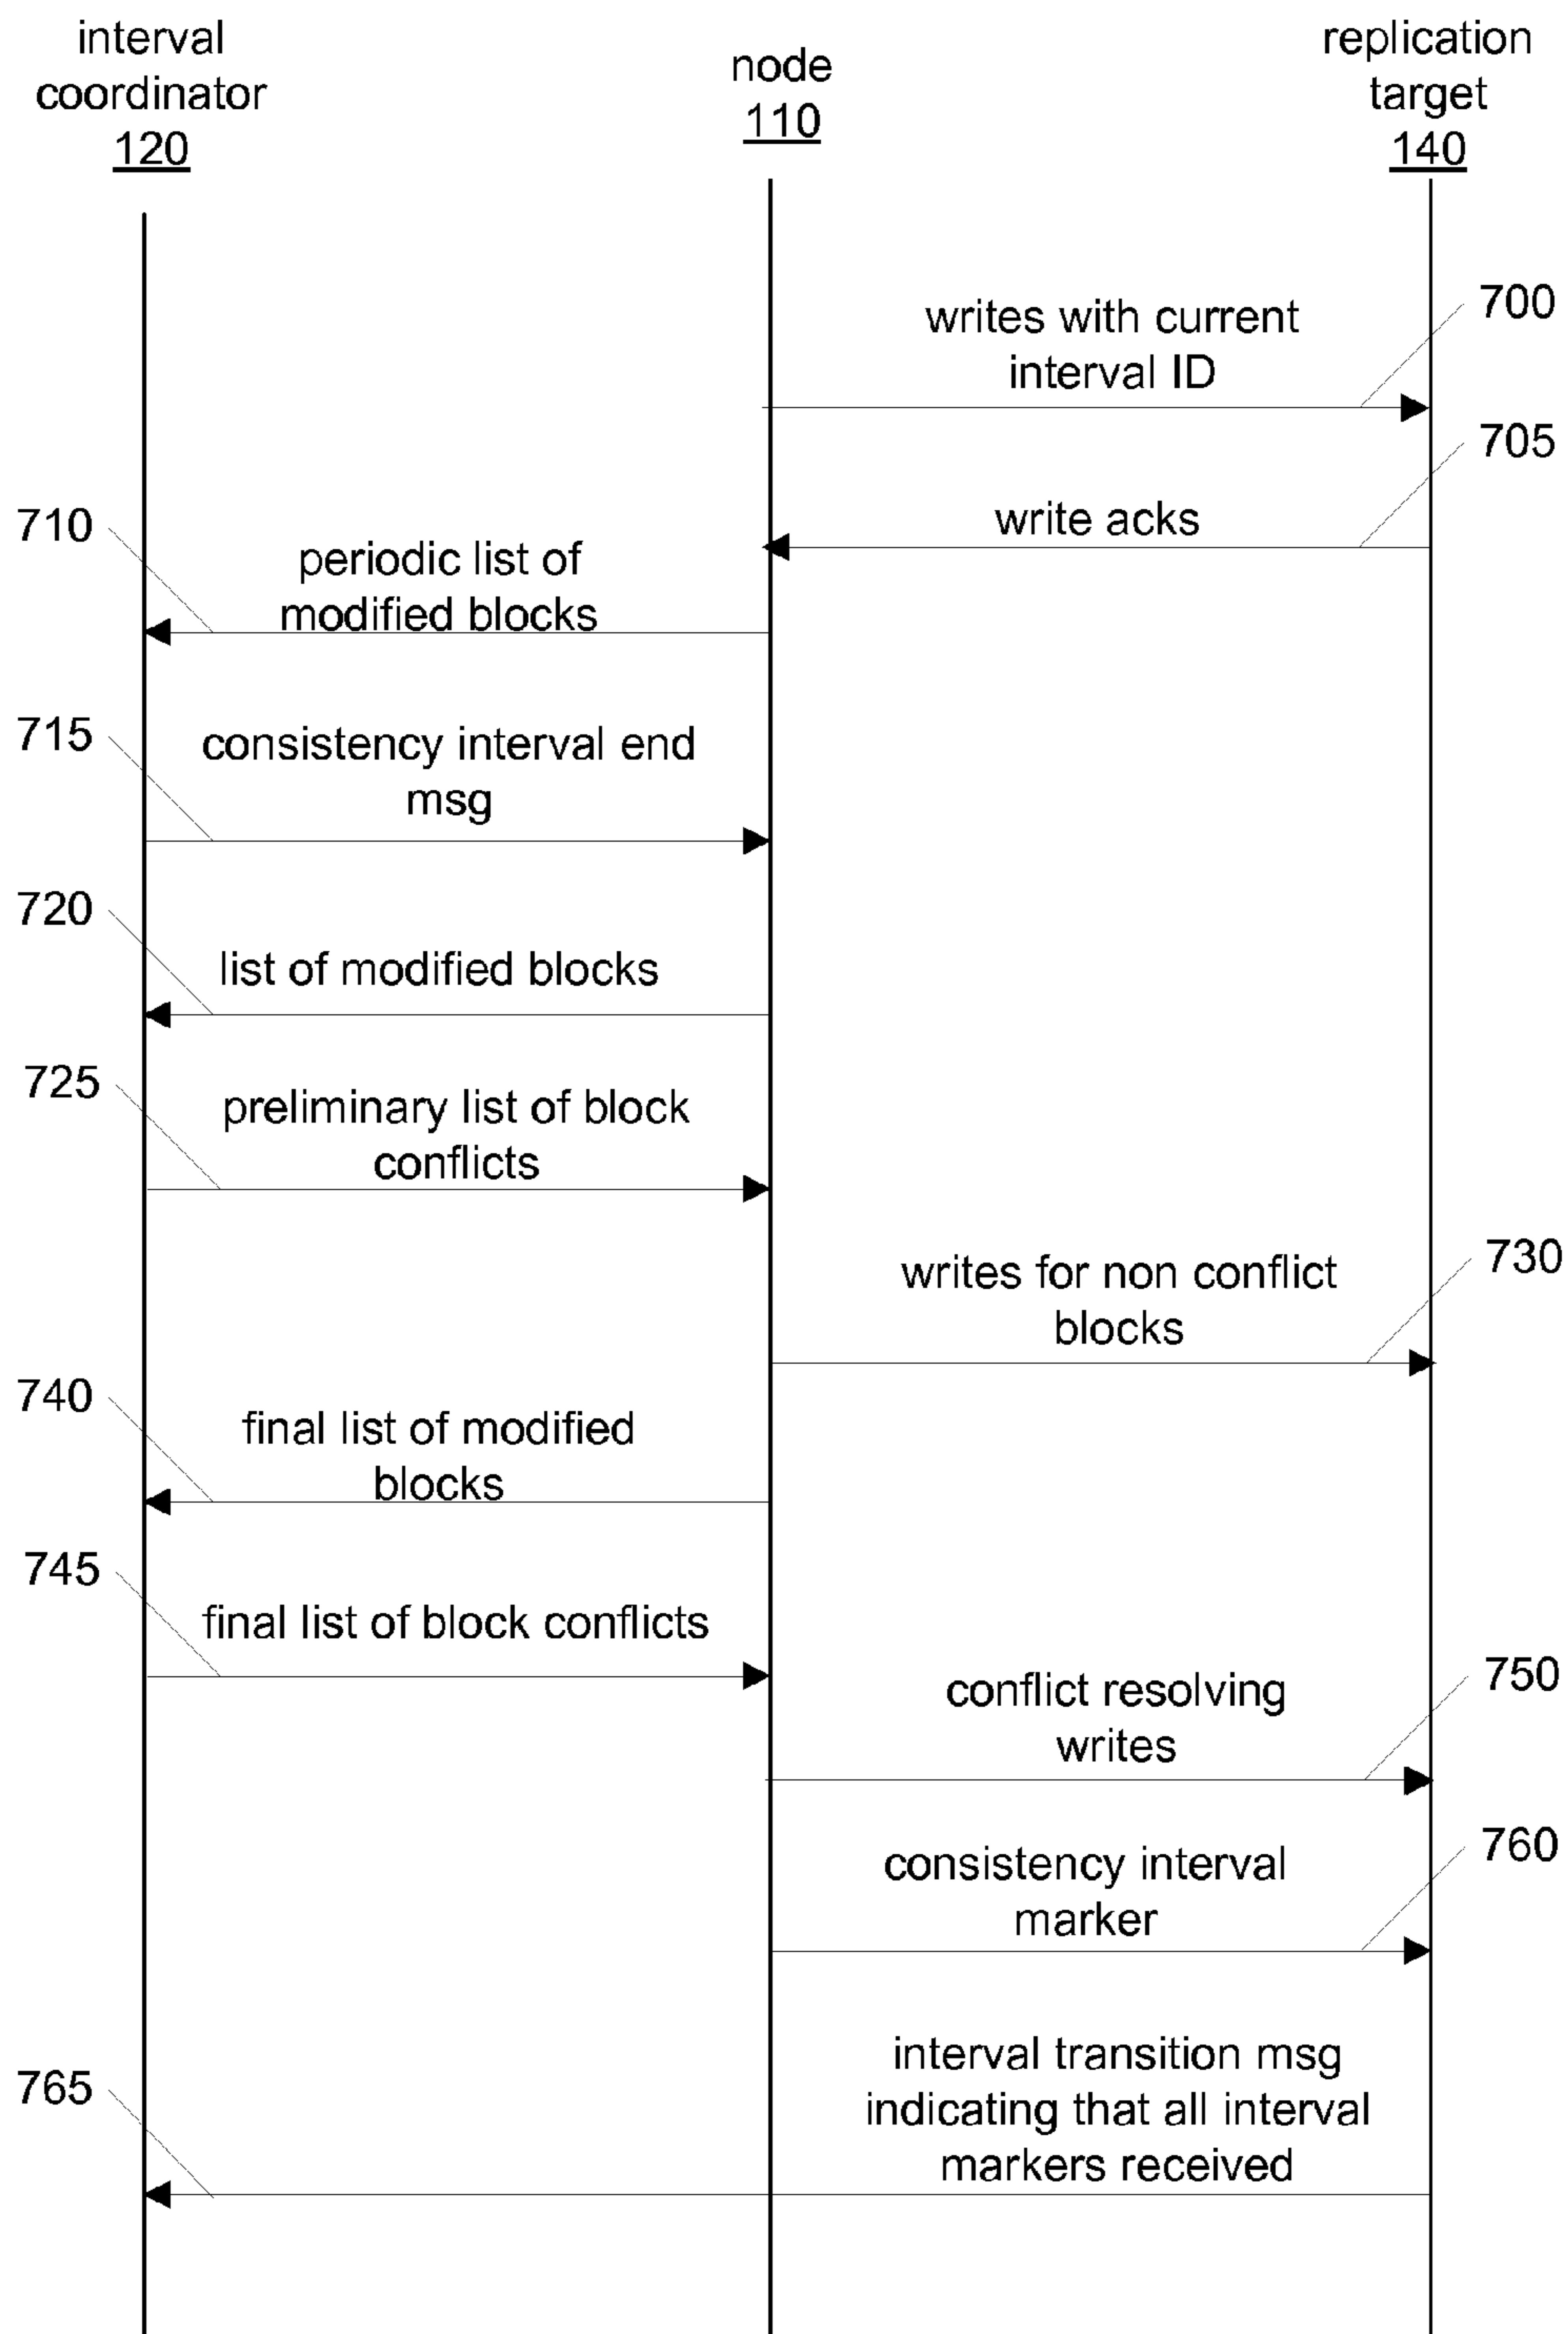 interval
coordinator
120
node
110
replication
target
140
writes with current
interval ID
700
705
write acks
710
periodic list of
modified blocks
715
consistency interval end
msg
720
list of modified blocks
725
preliminary list of block
conflicts
writes for non conflict
blocks
730
740
final list of modified
blocks
745
final list of block conflicts
conflict resolving
writes
750
consistency interval
marker
760
interval transition msg
indicating that all interval
markers received
765